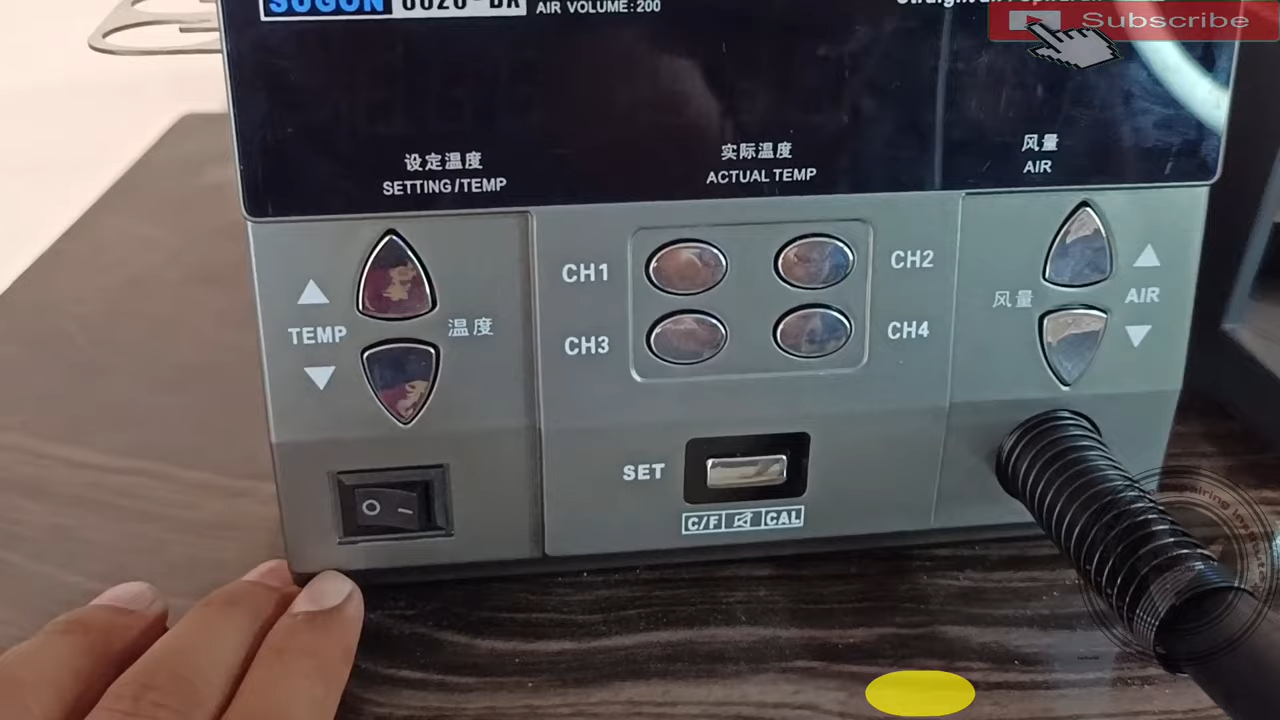 SUGON
AIR VOLUME:200
Subscribe
设定温度
SETTING/TEMP
实际温度
ACTUAL TEMP
风量
AIR
CH1
CH2
CH3
CH4
TEMP
温度
风量
AIR
SET
C/F
CAL